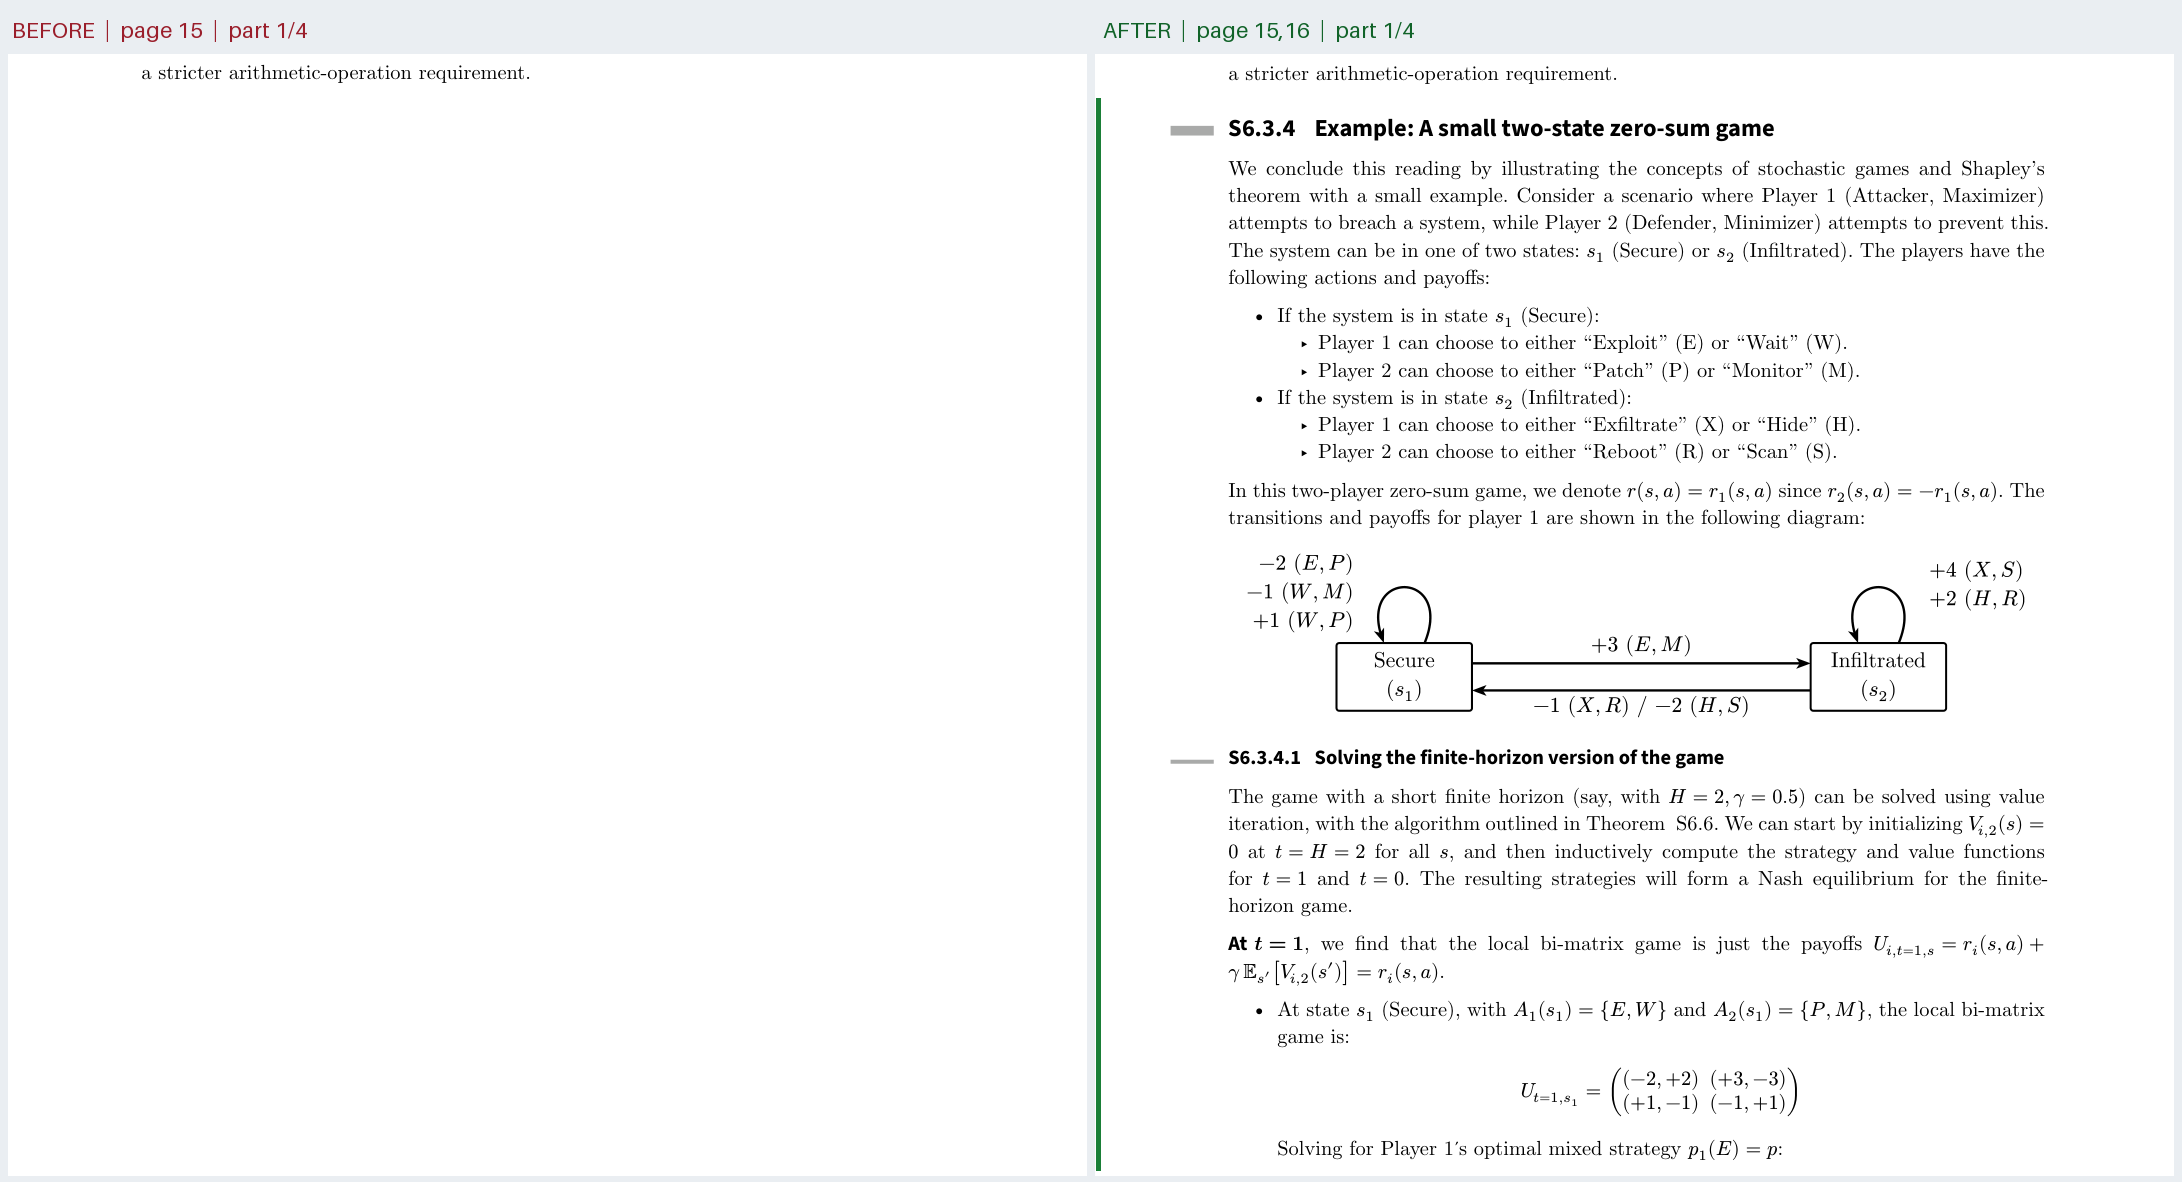 BEFORE | page 15 | part 1/4
a stricter arithmetic-operation requirement.
AFTER | page 15,16 | part 1/4
a stricter arithmetic-operation requirement.
S6.3.4 Example: A small two-state zero-sum game
We conclude this reading by illustrating the concepts of stochastic games and Shapley’s
theorem with a small example. Consider a scenario where Player 1 (Attacker, Maximizer)
attempts to breach a system, while Player 2 (Defender, Minimizer) attempts to prevent this.
The system can be in one of two states: s₁ (Secure) or s₂ (Infiltrated). The players have the
following actions and payoffs:
• If the system is in state s₁ (Secure):
‣ Player 1 can choose to either “Exploit” (E) or “Wait” (W).
‣ Player 2 can choose to either “Patch” (P) or “Monitor” (M).
• If the system is in state s₂ (Infiltrated):
‣ Player 1 can choose to either “Exfiltrate” (X) or “Hide” (H).
‣ Player 2 can choose to either “Reboot” (R) or “Scan” (S).
In this two-player zero-sum game, we denote r(s, a) = r₁(s, a) since r₂(s, a) = −r₁(s, a). The
transitions and payoffs for player 1 are shown in the following diagram:
−2 (E, P)
−1 (W, M)
+1 (W, P)
+4 (X, S)
+2 (H, R)
+3 (E, M)
Secure
(s₁)
Infiltrated
(s₂)
−1 (X, R) / −2 (H, S)
S6.3.4.1 Solving the finite-horizon version of the game
The game with a short finite horizon (say, with H = 2, γ = 0.5) can be solved using value
iteration, with the algorithm outlined in Theorem S6.6. We can start by initializing V_{i,2}(s) =
0 at t = H = 2 for all s, and then inductively compute the strategy and value functions
for t = 1 and t = 0. The resulting strategies will form a Nash equilibrium for the finite-
horizon game.
At t = 1, we find that the local bi-matrix game is just the payoffs U_{i,t=1,s} = r_i(s, a) +
γ 𝔼_{s′}[V_{i,2}(s′)] = r_i(s, a).
• At state s₁ (Secure), with A₁(s₁) = {E, W} and A₂(s₁) = {P, M}, the local bi-matrix
game is:
U_{t=1,s₁} = ((−2, +2) (+3, −3)
(+1, −1) (−1, +1))
Solving for Player 1′s optimal mixed strategy p₁(E) = p: